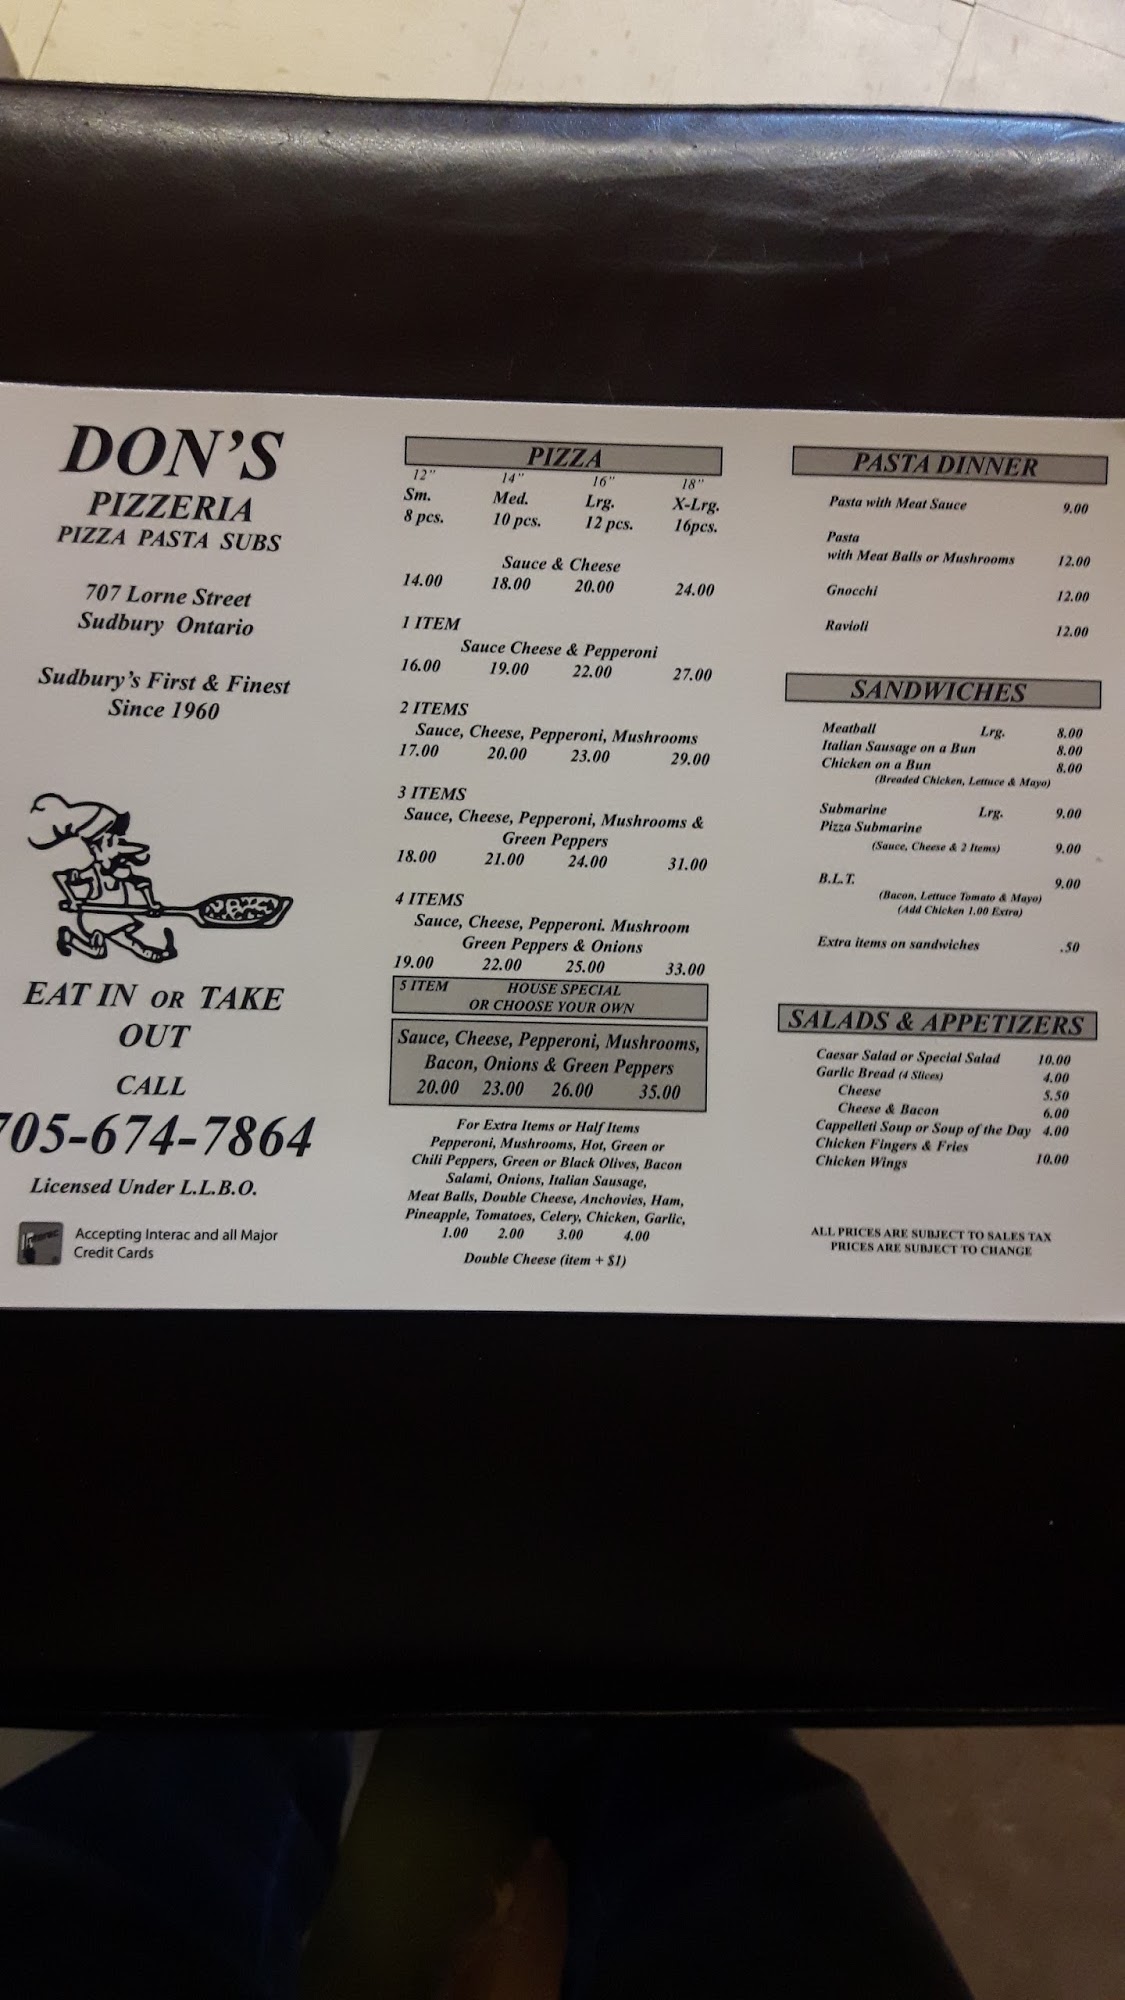 DON'S
PIZZERIA
PIZZA PASTA SUBS
707 Lorne Street
Sudbury Ontario
Sudbury's First & Finest
Since 1960
EAT IN OR TAKE
OUT
CALL
705-674-7864
Licensed Under L.L.B.O.
Interac
Accepting Interac and all Major
Credit Cards
PIZZA
12" 14" 16" 18"
Sm. Med. Lrg. X-Lrg.
8 pcs. 10 pcs. 12 pcs. 16pcs.
Sauce & Cheese
14.00 18.00 20.00 24.00
1 ITEM
Sauce Cheese & Pepperoni
16.00 19.00 22.00 27.00
2 ITEMS
Sauce, Cheese, Pepperoni, Mushrooms
17.00 20.00 23.00 29.00
3 ITEMS
Sauce, Cheese, Pepperoni, Mushrooms &
Green Peppers
18.00 21.00 24.00 31.00
4 ITEMS
Sauce, Cheese, Pepperoni. Mushroom
Green Peppers & Onions
19.00 22.00 25.00 33.00
5 ITEM HOUSE SPECIAL
OR CHOOSE YOUR OWN
Sauce, Cheese, Pepperoni, Mushrooms,
Bacon, Onions & Green Peppers
20.00 23.00 26.00 35.00
For Extra Items or Half Items
Pepperoni, Mushrooms, Hot, Green or
Chili Peppers, Green or Black Olives, Bacon
Salami, Onions, Italian Sausage,
Meat Balls, Double Cheese, Anchovies, Ham,
Pineapple, Tomatoes, Celery, Chicken, Garlic,
1.00 2.00 3.00 4.00
Double Cheese (item + $1)
PASTA DINNER
Pasta with Meat Sauce 9.00
Pasta
with Meat Balls or Mushrooms 12.00
Gnocchi 12.00
Ravioli 12.00
SANDWICHES
Meatball Lrg. 8.00
Italian Sausage on a Bun 8.00
Chicken on a Bun 8.00
(Breaded Chicken, Lettuce & Mayo)
Submarine Lrg. 9.00
Pizza Submarine
(Sauce, Cheese & 2 Items) 9.00
B.L.T. 9.00
(Bacon, Lettuce Tomato & Mayo)
(Add Chicken 1.00 Extra)
Extra items on sandwiches .50
SALADS & APPETIZERS
Caesar Salad or Special Salad 10.00
Garlic Bread (4 Slices) 4.00
Cheese 5.50
Cheese & Bacon 6.00
Cappelleti Soup or Soup of the Day 4.00
Chicken Fingers & Fries
Chicken Wings 10.00
ALL PRICES ARE SUBJECT TO SALES TAX
PRICES ARE SUBJECT TO CHANGE